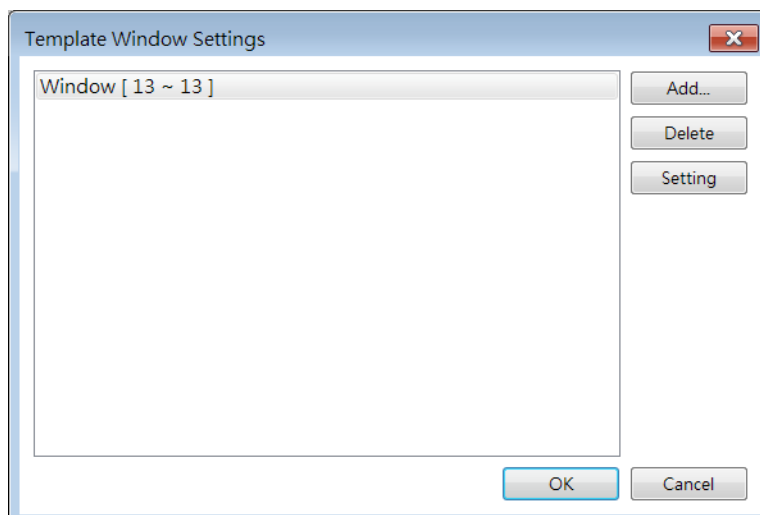 Template Window Settings
Window [ 13 ~ 13 ]
Add...
Delete
Setting
OK
Cancel